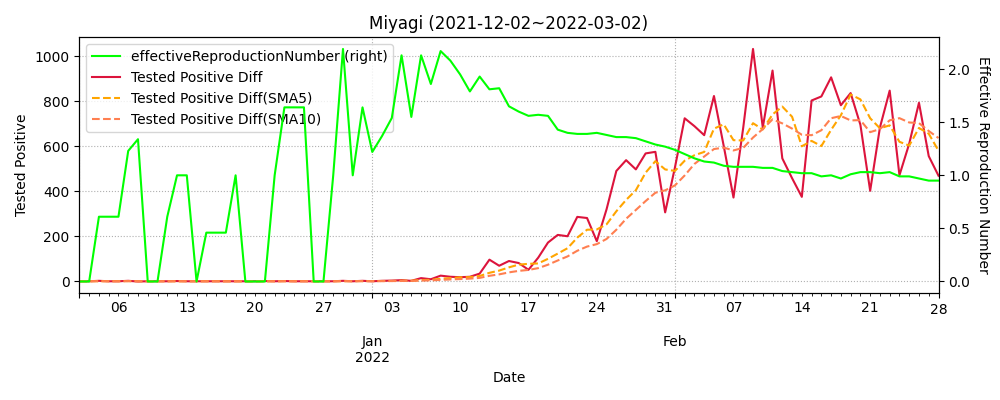 Miyagi (2021-12-02~2022-03-02)
effectiveReproductionNumber (right)
Tested Positive Diff
Tested Positive Diff(SMA5)
Tested Positive Diff(SMA10)
Tested Positive
1000
800
600
400
200
0
2.0
1.5
1.0
0.5
0.0
Effective Reproduction Number
06 13 20 27 03 10 17 24 31 07 14 21 28
Jan Feb
2022
Date